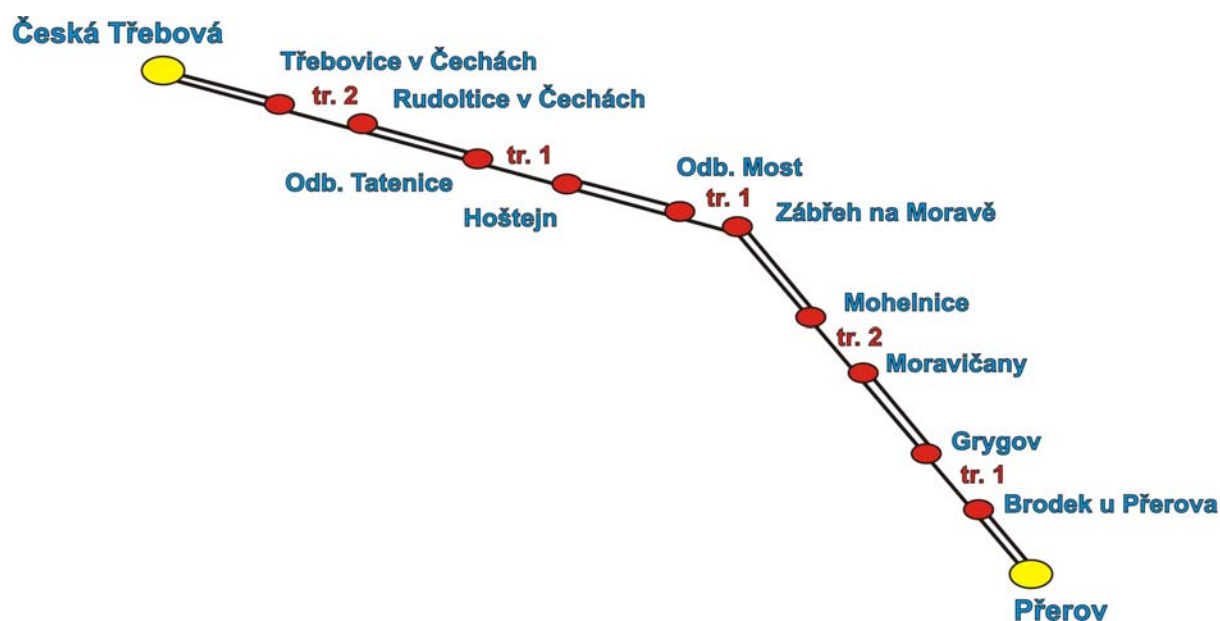 Česká Třebová
Třebovice v Čechách
tr. 2
Rudoltice v Čechách
Odb. Tatenice
tr. 1
Hoštejn
Odb. Most
tr. 1
Zábřeh na Moravě
Mohelnice
tr. 2
Moravičany
Grygov
tr. 1
Brodek u Přerova
Přerov